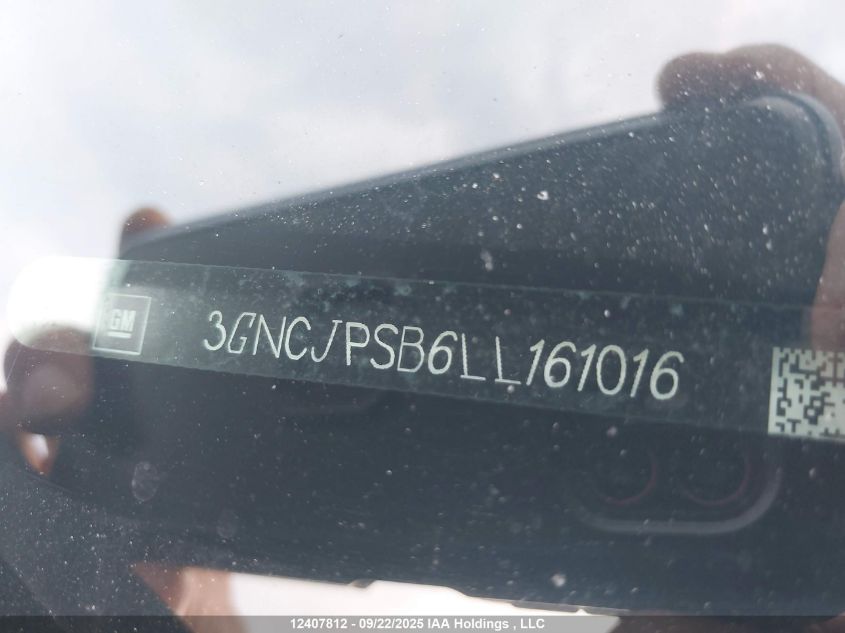 GM 3GNCJPSB6LL161016
12407812 - 09/22/2025 IAA Holdings , LLC